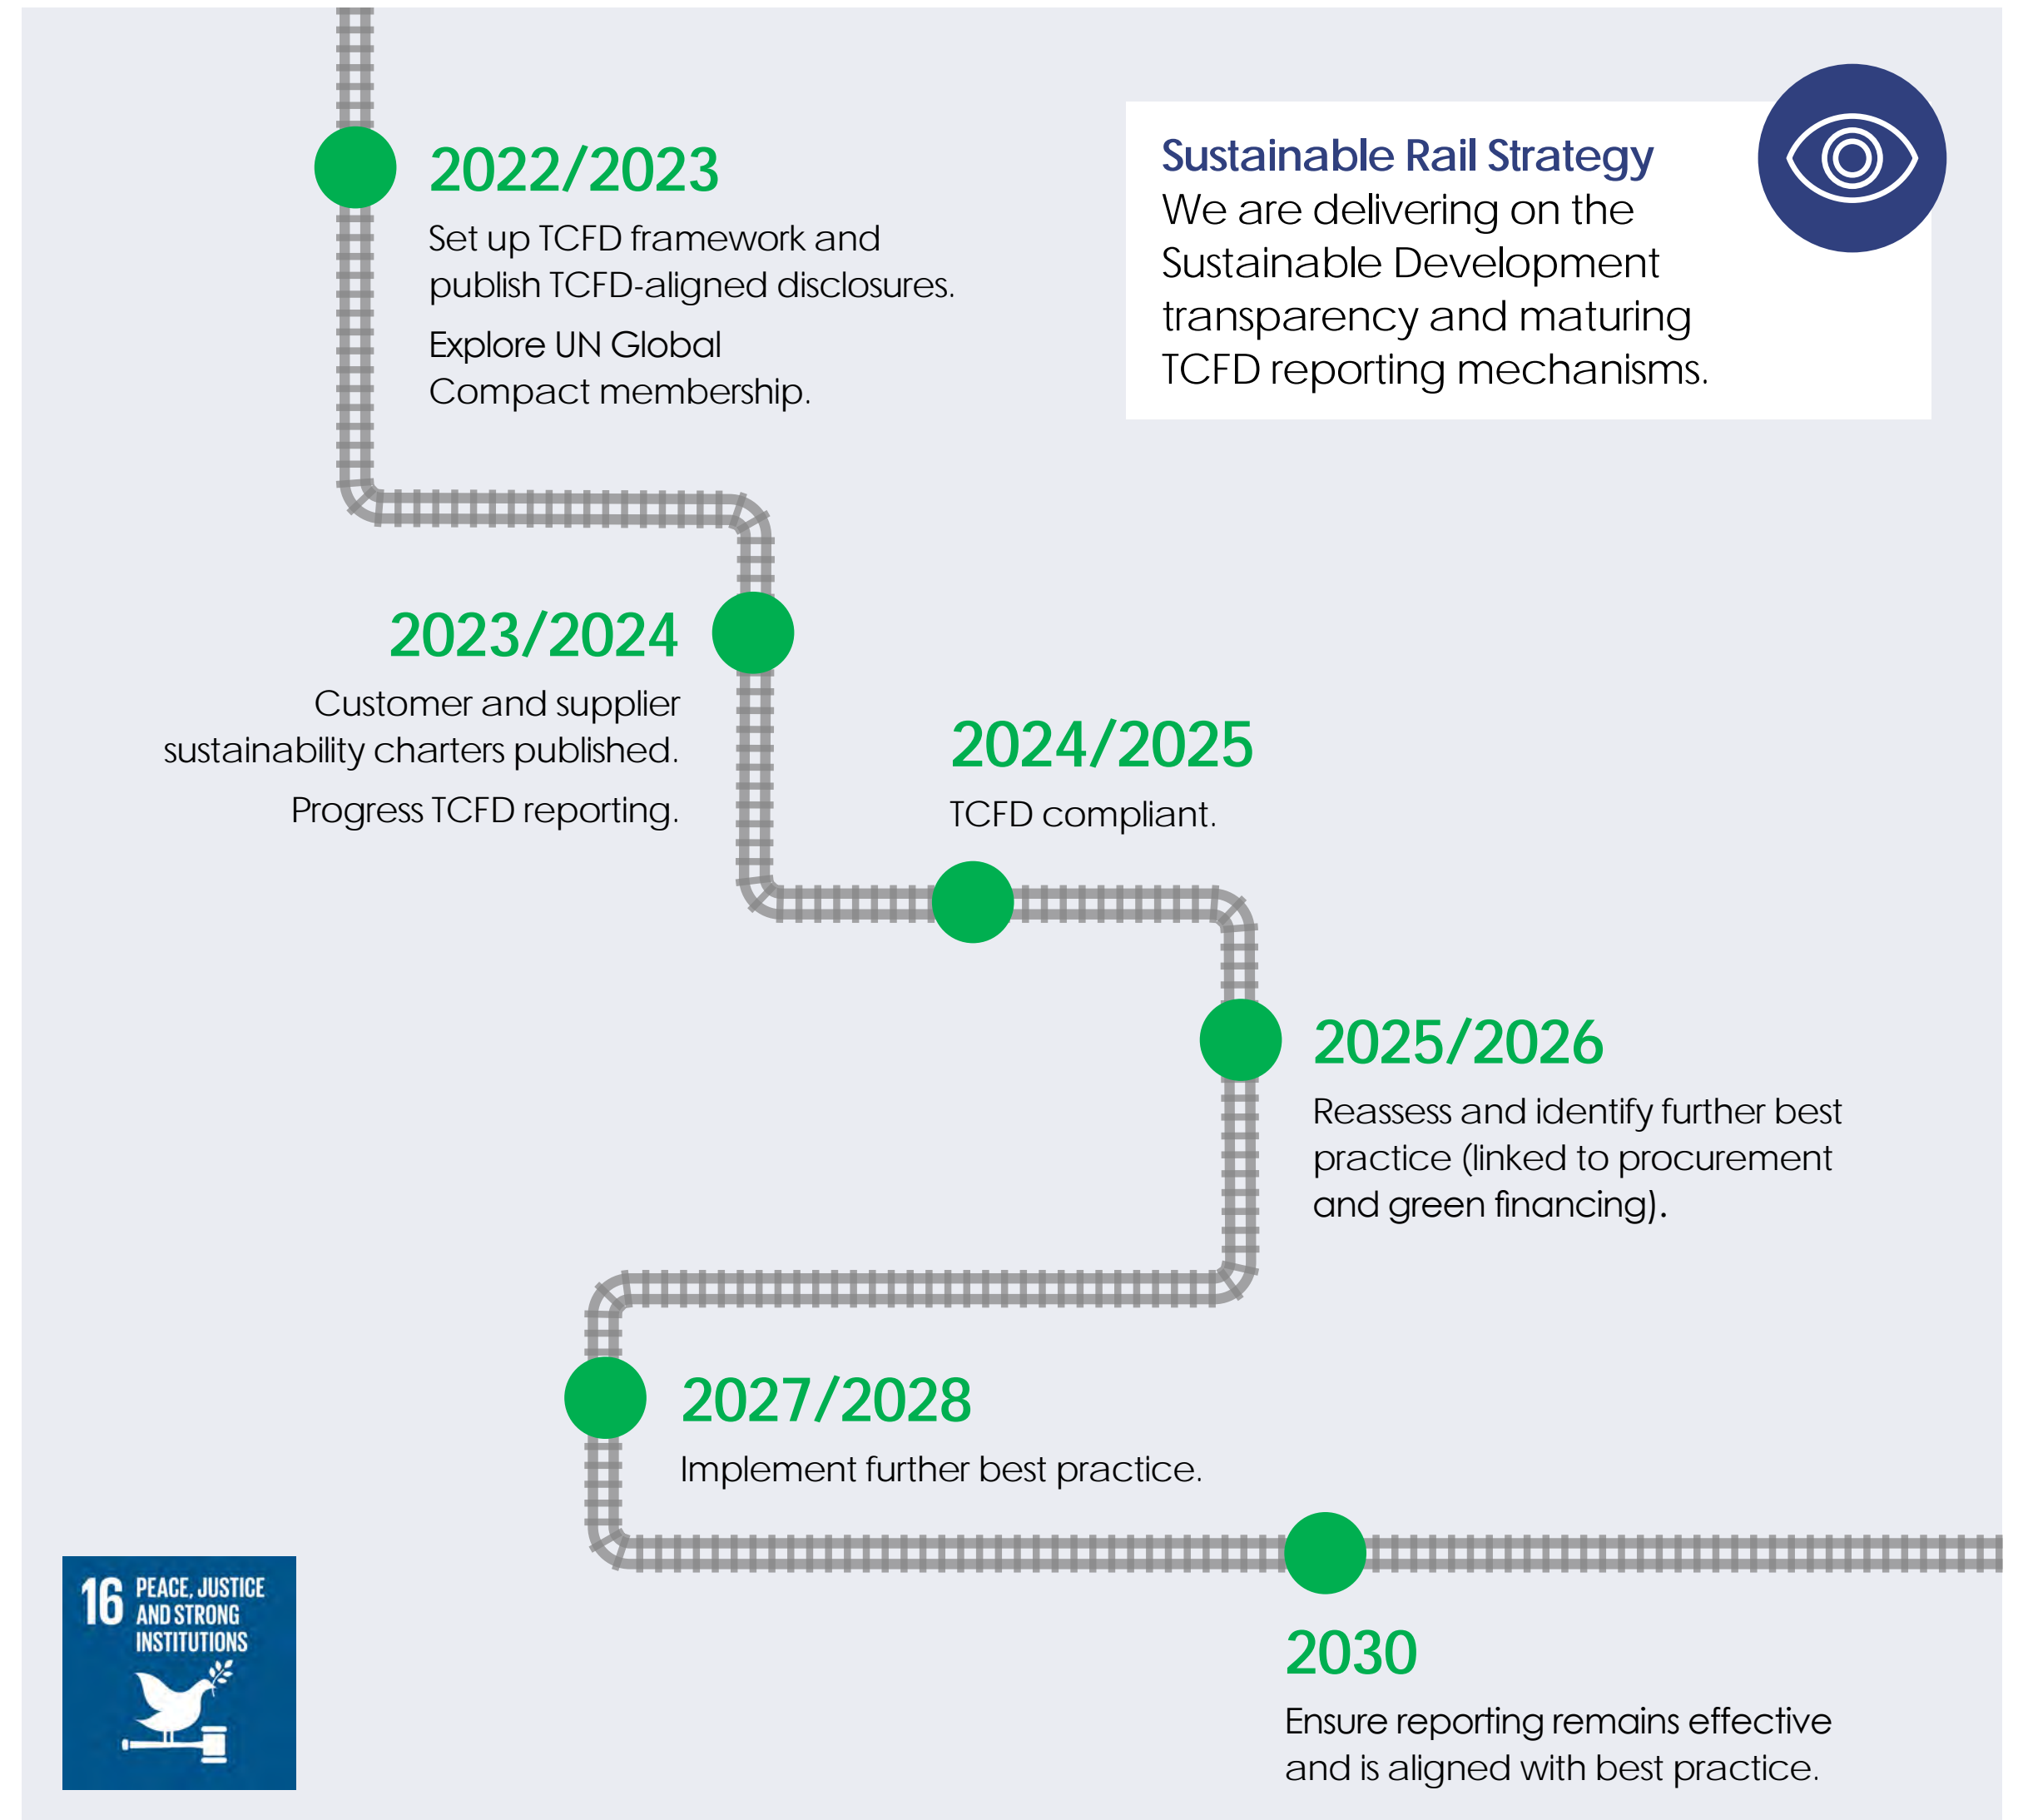 2022/2023
Set up TCFD framework and
publish TCFD-aligned disclosures.
Explore UN Global
Compact membership.
Sustainable Rail Strategy
We are delivering on the
Sustainable Development
transparency and maturing
TCFD reporting mechanisms.
2023/2024
Customer and supplier
sustainability charters published.
Progress TCFD reporting.
2024/2025
TCFD compliant.
2025/2026
Reassess and identify further best
practice (linked to procurement
and green financing).
2027/2028
Implement further best practice.
16 PEACE, JUSTICE
AND STRONG
INSTITUTIONS
2030
Ensure reporting remains effective
and is aligned with best practice.